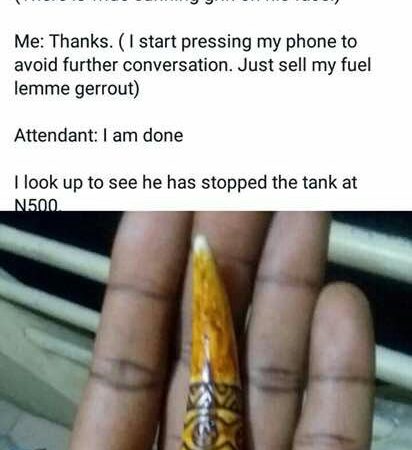 Me: Thanks. ( I start pressing my phone to
avoid further conversation. Just sell my fuel
lemme gerrout)
Attendant: I am done
I look up to see he has stopped the tank at
N500.